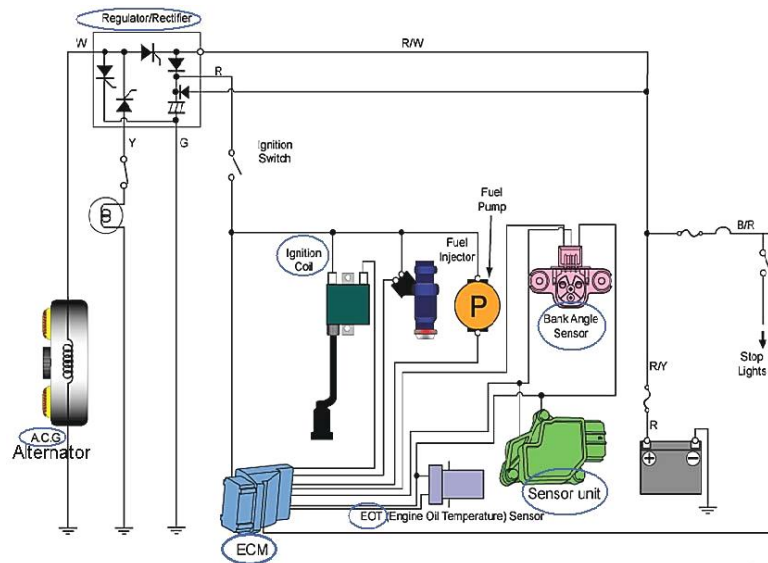 Regulator/Rectifier
W
R/W
R
Y
G
Ignition
Switch
Fuel
Pump
Ignition
Coil
Fuel
Injector
P
Bank Angle
Sensor
B/R
Stop
Lights
R/Y
R
A.C.G
Alternator
Sensor unit
EOT (Engine Oil Temperature) Sensor
ECM